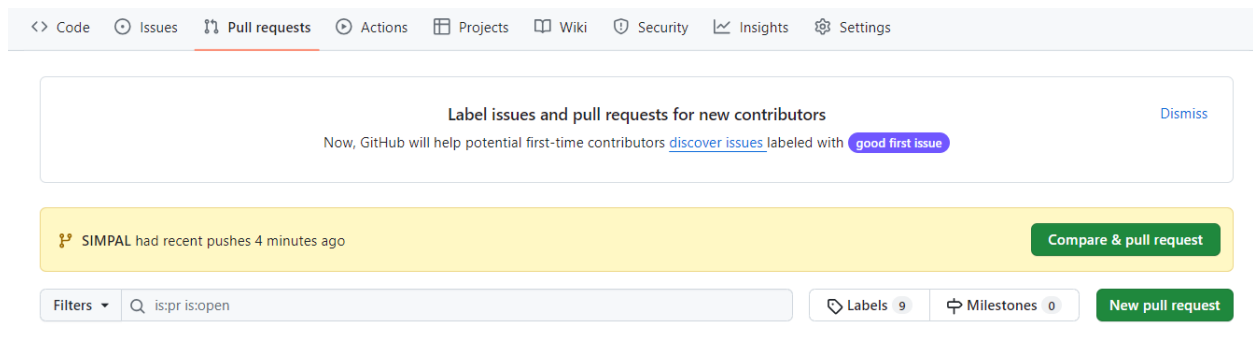 Code Issues Pull requests Actions Projects Wiki Security Insights Settings
Label issues and pull requests for new contributors
Dismiss
Now, GitHub will help potential first-time contributors discover issues labeled with good first issue
SIMPAL had recent pushes 4 minutes ago Compare & pull request
Filters is:pr is:open Labels 9 Milestones 0 New pull request